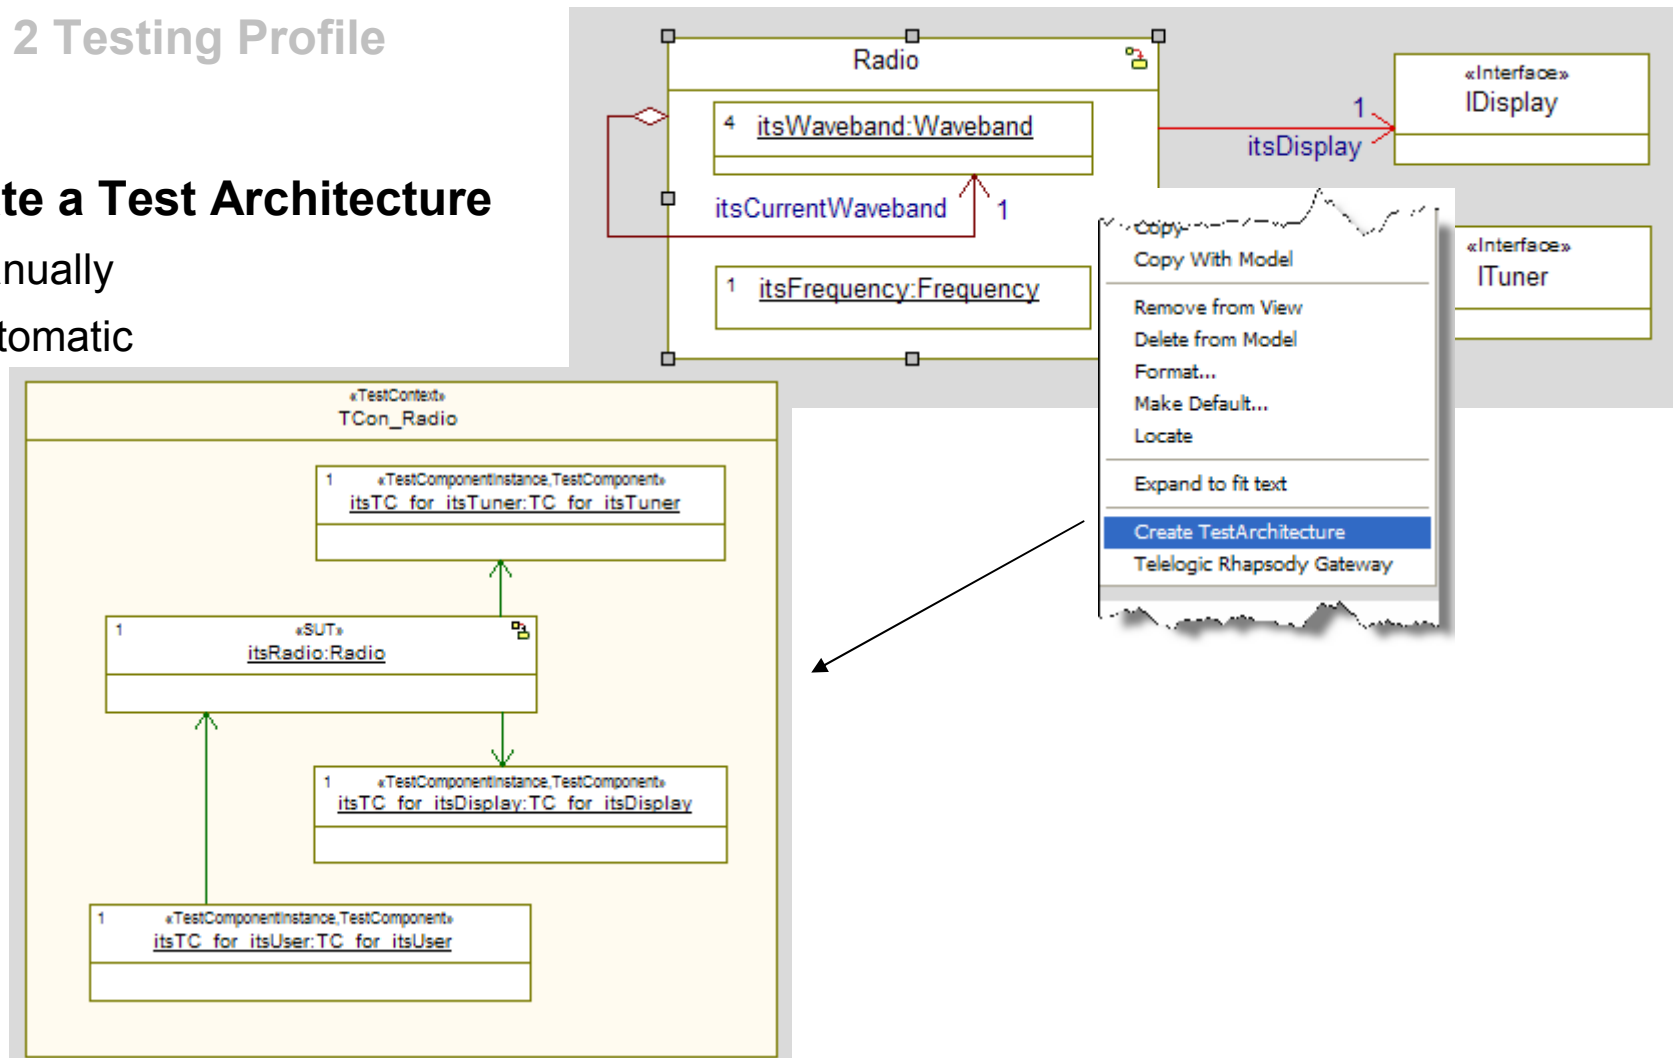 2 Testing Profile
te a Test Architecture
nually
tomatic
Radio
4 itsWaveband:Waveband
itsCurrentWaveband 1
1 itsFrequency:Frequency
1
itsDisplay
«Interface»
IDisplay
«Interface»
ITuner
Copy
Copy With Model
Remove from View
Delete from Model
Format...
Make Default...
Locate
Expand to fit text
Create TestArchitecture
Telelogic Rhapsody Gateway
«TestContext»
TCon_Radio
1 «TestComponentInstance,TestComponent»
itsTC_for_itsTuner:TC_for_itsTuner
1 «SUT»
itsRadio:Radio
1 «TestComponentInstance,TestComponent»
itsTC_for_itsDisplay:TC_for_itsDisplay
1 «TestComponentInstance,TestComponent»
itsTC_for_itsUser:TC_for_itsUser